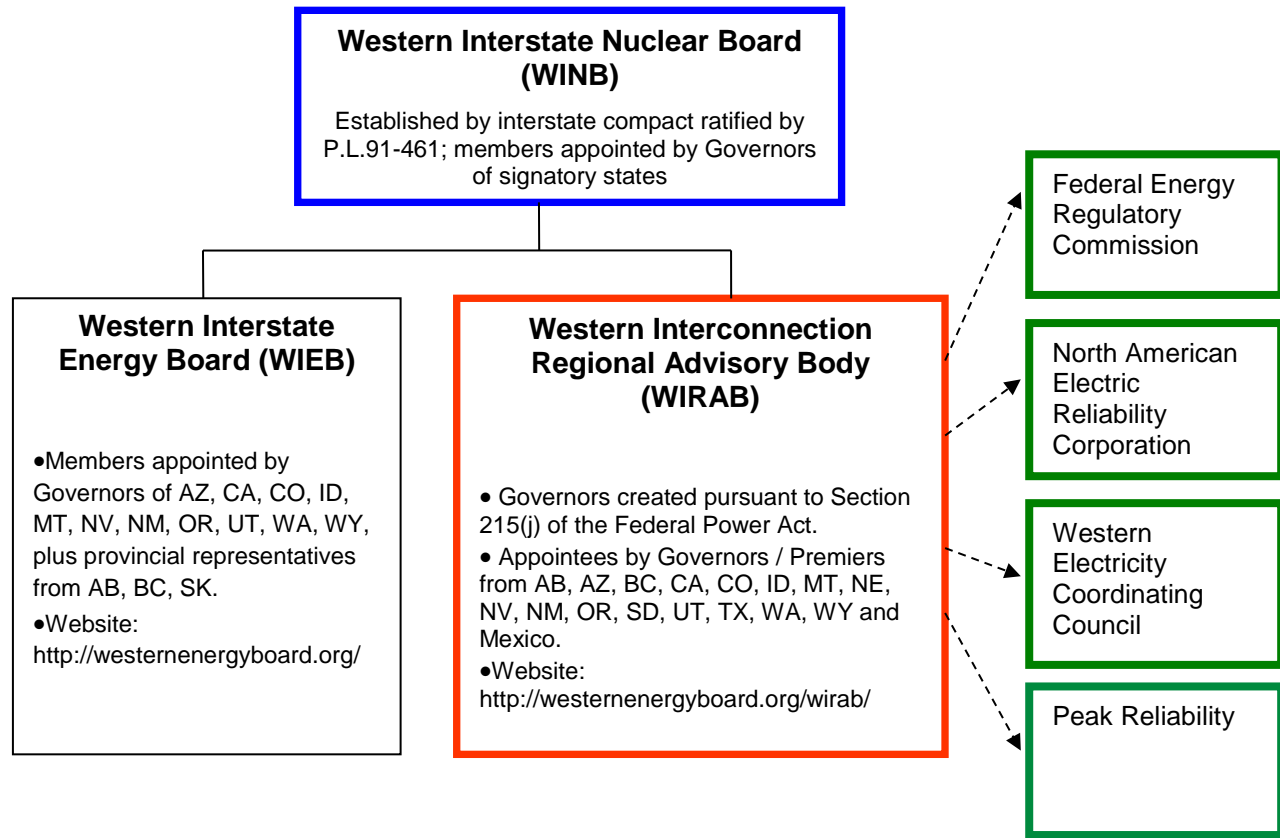 Western Interstate Nuclear Board
(WINB)
Established by interstate compact ratified by
P.L.91-461; members appointed by Governors
of signatory states
Western Interstate
Energy Board (WIEB)
•Members appointed by
Governors of AZ, CA, CO, ID,
MT, NV, NM, OR, UT, WA, WY,
plus provincial representatives
from AB, BC, SK.
•Website:
http://westernenergyboard.org/
Western Interconnection
Regional Advisory Body
(WIRAB)
• Governors created pursuant to Section
215(j) of the Federal Power Act.
• Appointees by Governors / Premiers
from AB, AZ, BC, CA, CO, ID, MT, NE,
NV, NM, OR, SD, UT, TX, WA, WY and
Mexico.
•Website:
http://westernenergyboard.org/wirab/
Federal Energy
Regulatory
Commission
North American
Electric
Reliability
Corporation
Western
Electricity
Coordinating
Council
Peak Reliability